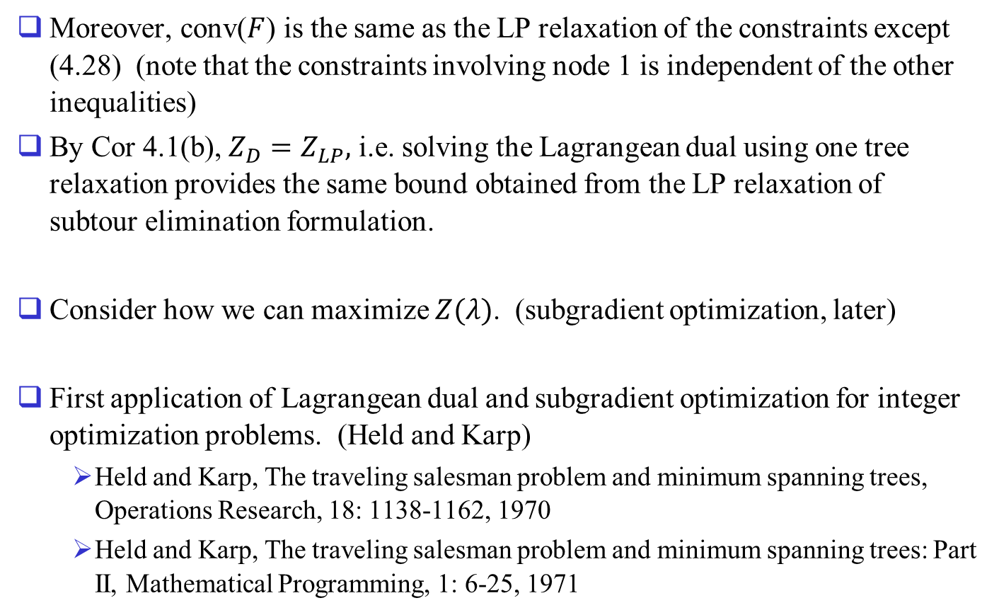 ❑ Moreover, conv(𝐹) is the same as the LP relaxation of the constraints except
(4.28) (note that the constraints involving node 1 is independent of the other
inequalities)
❑ By Cor 4.1(b), 𝑍_𝐷 = 𝑍_𝐿𝑃, i.e. solving the Lagrangean dual using one tree
relaxation provides the same bound obtained from the LP relaxation of
subtour elimination formulation.
❑ Consider how we can maximize 𝑍(𝜆). (subgradient optimization, later)
❑ First application of Lagrangean dual and subgradient optimization for integer
optimization problems. (Held and Karp)
➢ Held and Karp, The traveling salesman problem and minimum spanning trees,
Operations Research, 18: 1138-1162, 1970
➢ Held and Karp, The traveling salesman problem and minimum spanning trees: Part
II, Mathematical Programming, 1: 6-25, 1971